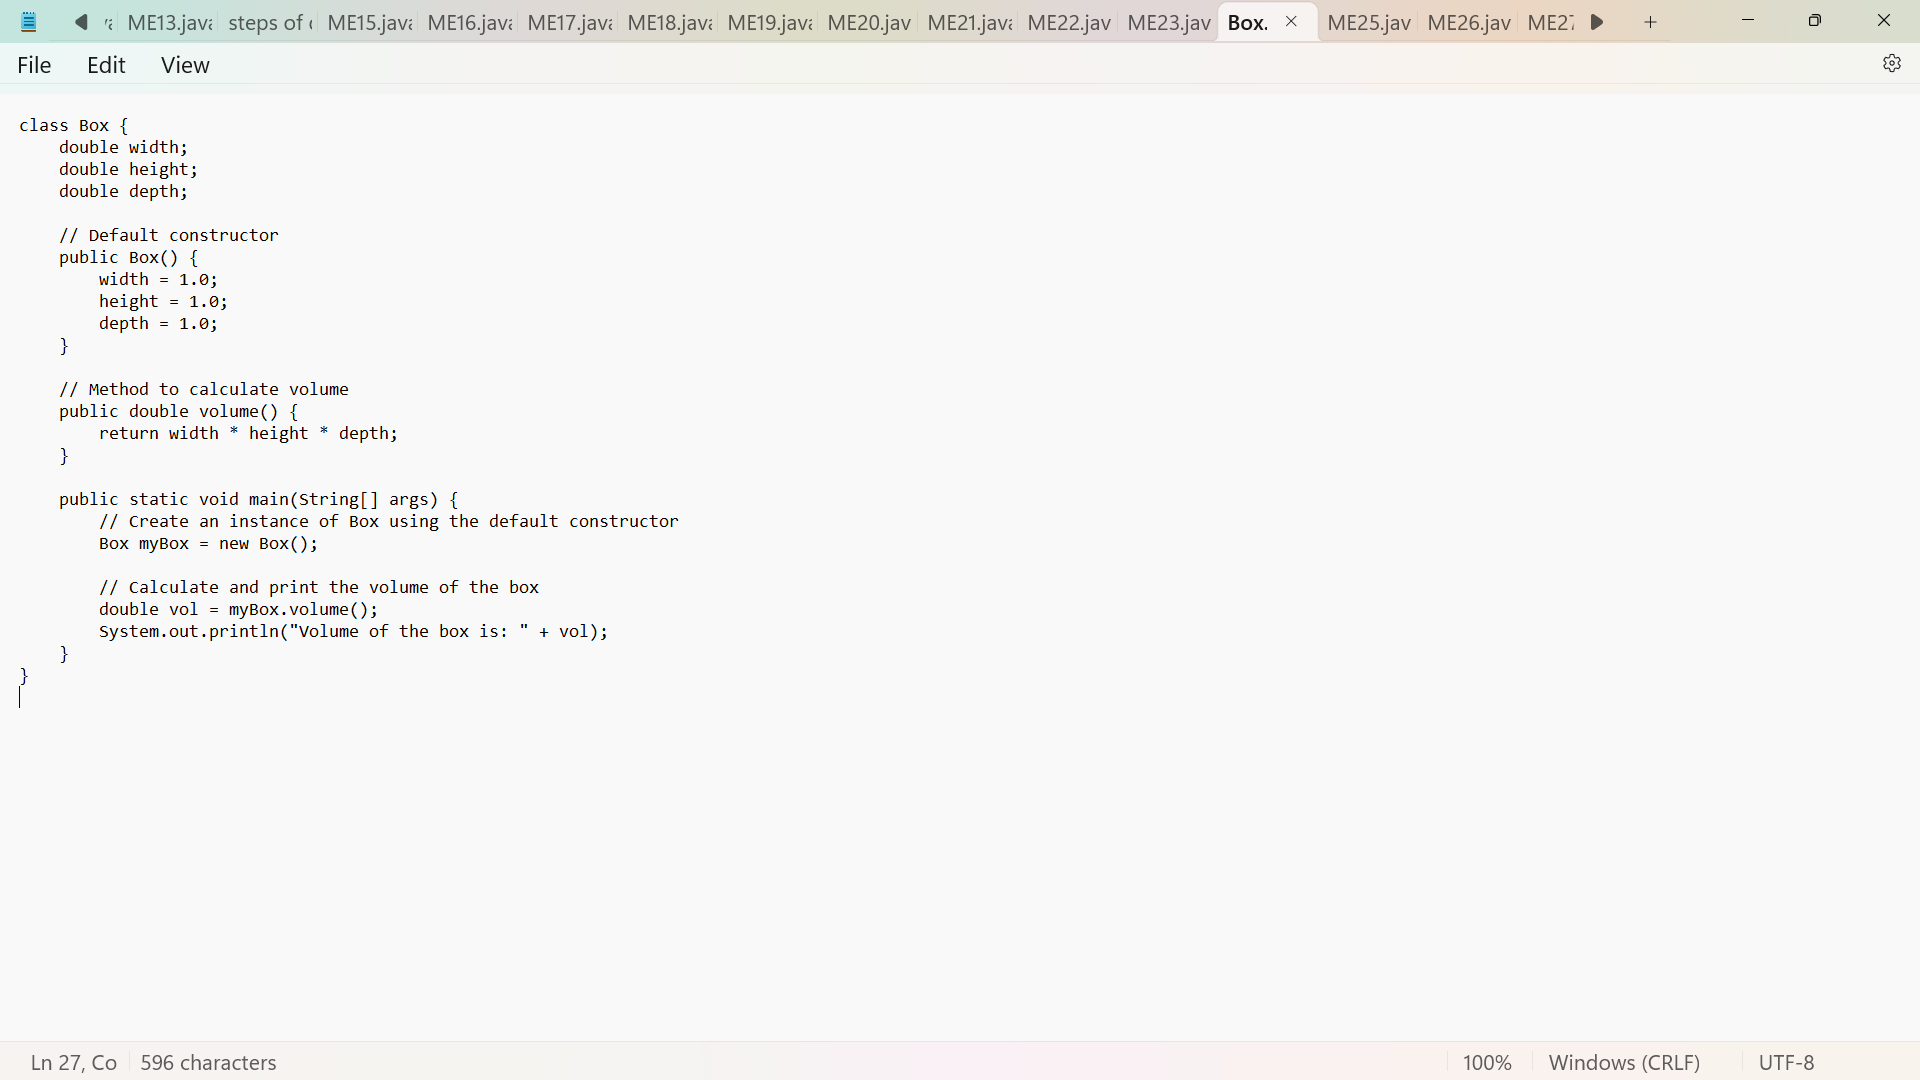 ME13.java steps of ME15.java ME16.java ME17.java ME18.java ME19.java ME20.jav ME21.java ME22.jav ME23.jav Box. ME25.jav ME26.jav ME27
File Edit View
class Box {
    double width;
    double height;
    double depth;

    // Default constructor
    public Box() {
        width = 1.0;
        height = 1.0;
        depth = 1.0;
    }

    // Method to calculate volume
    public double volume() {
        return width * height * depth;
    }

    public static void main(String[] args) {
        // Create an instance of Box using the default constructor
        Box myBox = new Box();

        // Calculate and print the volume of the box
        double vol = myBox.volume();
        System.out.println("Volume of the box is: " + vol);
    }
}
Ln 27, Co 596 characters 100% Windows (CRLF) UTF-8